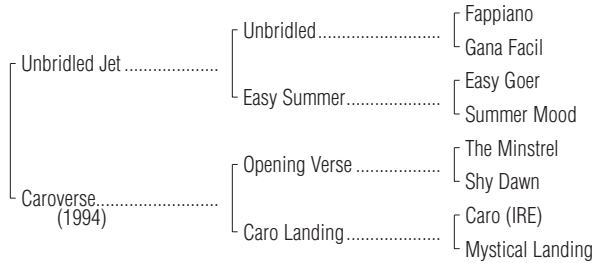 Fappiano
Unbridled
Gana Facil
Unbridled Jet
Easy Goer
Easy Summer
Summer Mood
The Minstrel
Opening Verse
Shy Dawn
Caroverse
(1994)
Caro (IRE)
Caro Landing
Mystical Landing